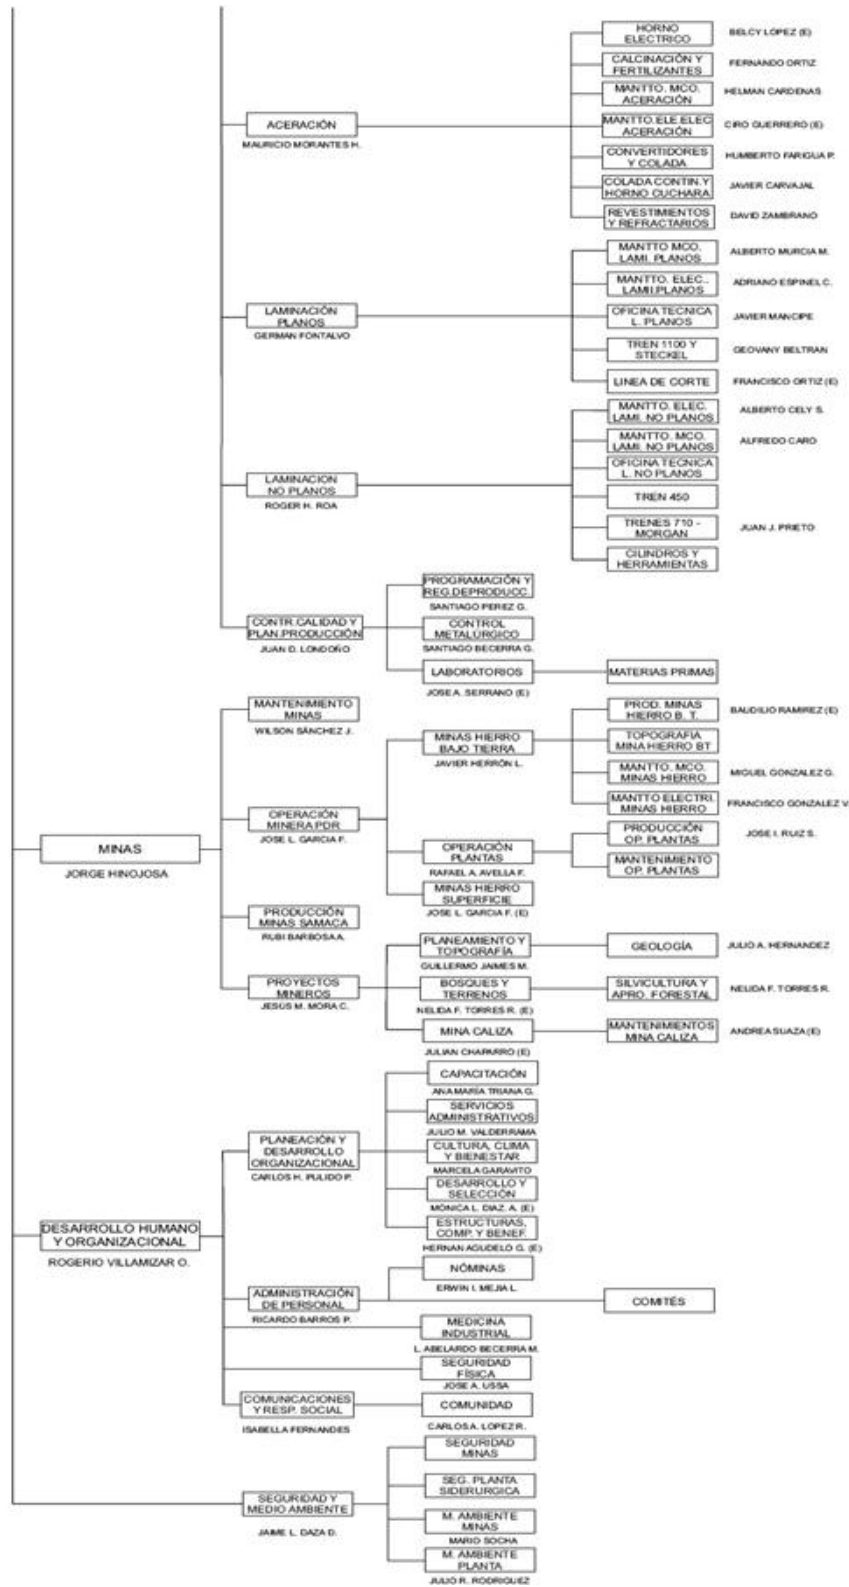 HORNO
ELECTRICO
BELCY LÓPEZ (E)
CALCINACIÓN Y
FERTILIZANTES
FERNANDO ORTIZ
MANTTO. MCO.
ACERACIÓN
HELMAN CARDENAS
ACERACIÓN
MAURICIO MORANTES H.
MANTTO.ELE.ELEC
ACERACIÓN
CIRO GUERRERO (E)
CONVERTIDORES
Y COLADA
HUMBERTO FARIGUA P.
COLADA CONTIN.Y
HORNO CUCHARA
JAVIER CARVAJAL
REVESTIMIENTOS
Y REFRACTARIOS
DAVID ZAMBRANO
MANTTO MCO.
LAMI. PLANOS
ALBERTO MURCIA M.
MANTTO. ELEC..
LAMII.PLANOS
ADRIANO ESPINEL C.
LAMINACIÓN
PLANOS
GERMAN FONTALVO
OFICINA TECNICA
L. PLANOS
JAVIER MANCIPE
TREN 1100 Y
STECKEL
GEOVANY BELTRAN
LINEA DE CORTE
FRANCISCO ORTIZ (E)
MANTTO. ELEC.
LAMI. NO PLANOS
ALBERTO CELY S.
MANTTO. MCO.
LAMI. NO PLANOS
ALFREDO CARO
OFICINA TECNICA
L. NO PLANOS
LAMINACION
NO PLANOS
ROGER H. ROA
TREN 450
TRENES 710 -
MORGAN
JUAN J. PRIETO
CILINDROS Y
HERRAMIENTAS
PROGRAMACIÓN Y
REG.DEPRODUCC.
SANTIAGO PEREZ G.
CONTR.CALIDAD Y
PLAN.PRODUCCIÓN
JUAN D. LONDOÑO
CONTROL
METALÚRGICO
SANTIAGO BECERRA G.
LABORATORIOS
JOSE A. SERRANO (E)
MATERIAS PRIMAS
MANTENIMIENTO
MINAS
WILSON SÁNCHEZ J.
PROD. MINAS
HIERRO B. T.
BAUDILIO RAMIREZ (E)
MINAS HIERRO
BAJO TIERRA
JAVIER HERRÓN L.
TOPOGRAFIA
MINA HIERRO BT
MANTTO. MCO.
MINAS HIERRO
MIGUEL GONZALEZ G.
MANTTO ELECTRI.
MINAS HIERRO
FRANCISCO GONZALEZ V.
OPERACIÓN
MINERA PDR
JOSE L. GARCIA F.
MINAS
JORGE HINOJOSA
OPERACIÓN
PLANTAS
RAFAEL A. AVELLA F.
PRODUCCIÓN
OP. PLANTAS
JOSE I. RUIZ S.
MANTENIMIENTO
OP. PLANTAS
MINAS HIERRO
SUPERFICIE
JOSE L. GARCIA F. (E)
PRODUCCIÓN
MINAS SAMACA
RUBI BARBOSA A.
PLANEAMIENTO Y
TOPOGRAFÍA
GUILLERMO JAIMES M.
GEOLOGÍA
JULIO A. HERNANDEZ
PROYECTOS
MINEROS
JESÚS M. MORA C.
BOSQUES Y
TERRENOS
NELIDA F. TORRES R. (E)
SILVICULTURA Y
APRO. FORESTAL
NELIDA F. TORRES R.
MINA CALIZA
JULIAN CHAPARRO (E)
MANTENIMIENTOS
MINA CALIZA
ANDREA SUAZA (E)
CAPACITACIÓN
ANA MARÍA TRIANA G.
SERVICIOS
ADMINISTRATIVOS
JULIO M. VALDERRAMA
PLANEACIÓN Y
DESARROLLO
ORGANIZACIONAL
CARLOS H. PULIDO P.
CULTURA, CLIMA
Y BIENESTAR
MARCELA GARAVITO
DESARROLLO Y
SELECCIÓN
MÓNICA L. DIAZ. A. (E)
ESTRUCTURAS,
COMP. Y BENEF.
HERNAN AGUDELO G. (E)
DESARROLLO HUMANO
Y ORGANIZACIONAL
ROGERIO VILLAMIZAR O.
NÓMINAS
ERWIN I. MEJIA L.
ADMINISTRACIÓN
DE PERSONAL
RICARDO BARROS P.
COMITÉS
MEDICINA
INDUSTRIAL
L. ABELARDO BECERRA M.
SEGURIDAD
FÍSICA
JOSE A. USSA
COMUNICACIONES
Y RESP. SOCIAL
ISABELLA FERNANDES
COMUNIDAD
CARLOS A. LOPEZ R.
SEGURIDAD
MINAS
SEG. PLANTA
SIDERURGICA
SEGURIDAD Y
MEDIO AMBIENTE
JAIME L. DAZA D.
M. AMBIENTE
MINAS
MARIO SOCHA
M. AMBIENTE
PLANTA
JULIO R. RODRIGUEZ